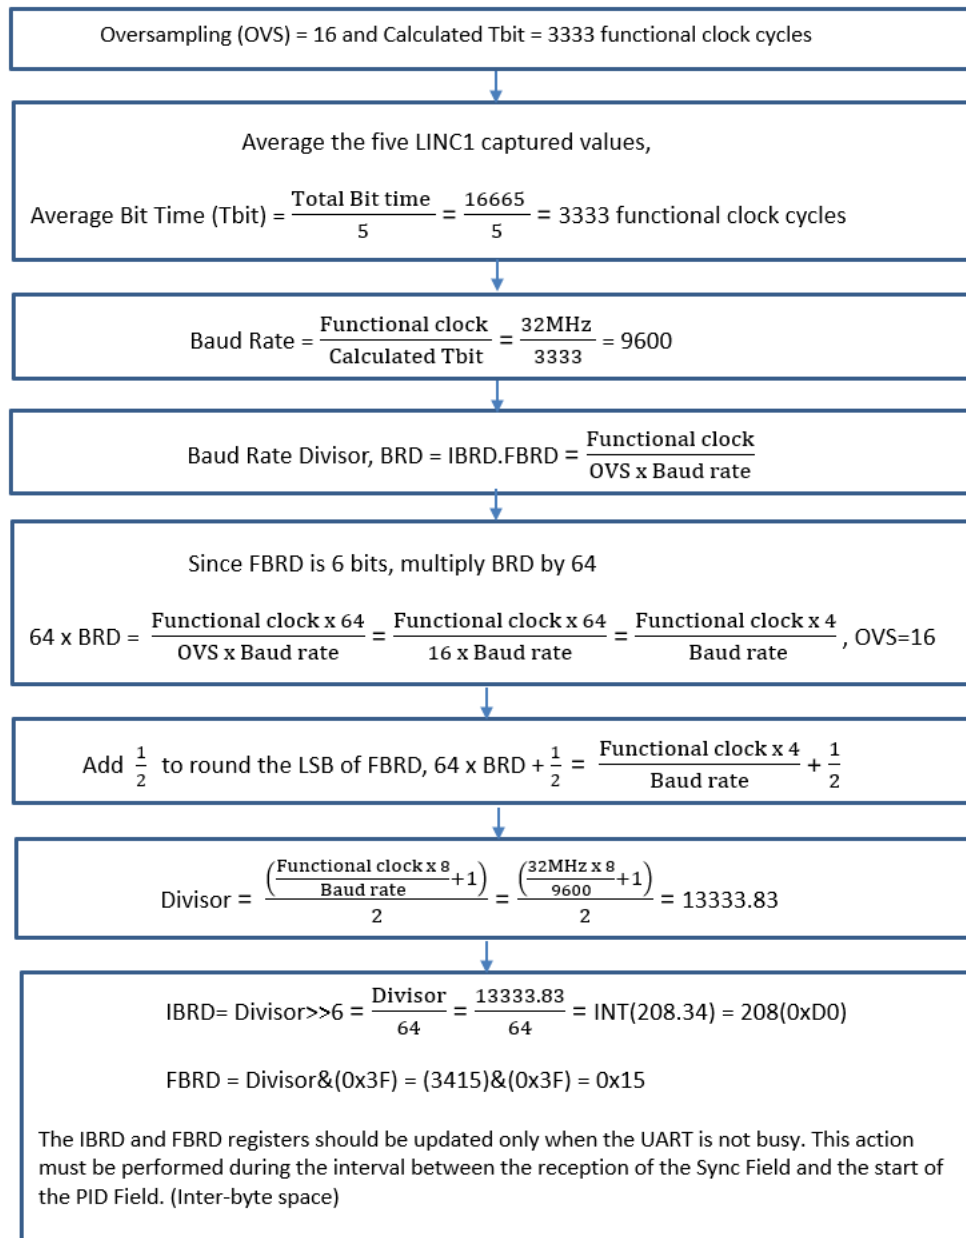 Oversampling (OVS) = 16 and Calculated Tbit = 3333 functional clock cycles
Average the five LINC1 captured values,
Average Bit Time (Tbit) = Total Bit time / 5 = 16665 / 5 = 3333 functional clock cycles
Baud Rate = Functional clock / Calculated Tbit = 32MHz / 3333 = 9600
Baud Rate Divisor, BRD = IBRD.FBRD = Functional clock / OVS x Baud rate
Since FBRD is 6 bits, multiply BRD by 64
64 x BRD = Functional clock x 64 / OVS x Baud rate = Functional clock x 64 / 16 x Baud rate = Functional clock x 4 / Baud rate , OVS=16
Add 1/2 to round the LSB of FBRD, 64 x BRD + 1/2 = Functional clock x 4 / Baud rate + 1/2
Divisor = (Functional clock x 8 / Baud rate +1) / 2 = (32MHz x 8 / 9600 +1) / 2 = 13333.83
IBRD= Divisor>>6 = Divisor / 64 = 13333.83 / 64 = INT(208.34) = 208(0xD0)
FBRD = Divisor&(0x3F) = (3415)&(0x3F) = 0x15
The IBRD and FBRD registers should be updated only when the UART is not busy. This action
must be performed during the interval between the reception of the Sync Field and the start of
the PID Field. (Inter-byte space)